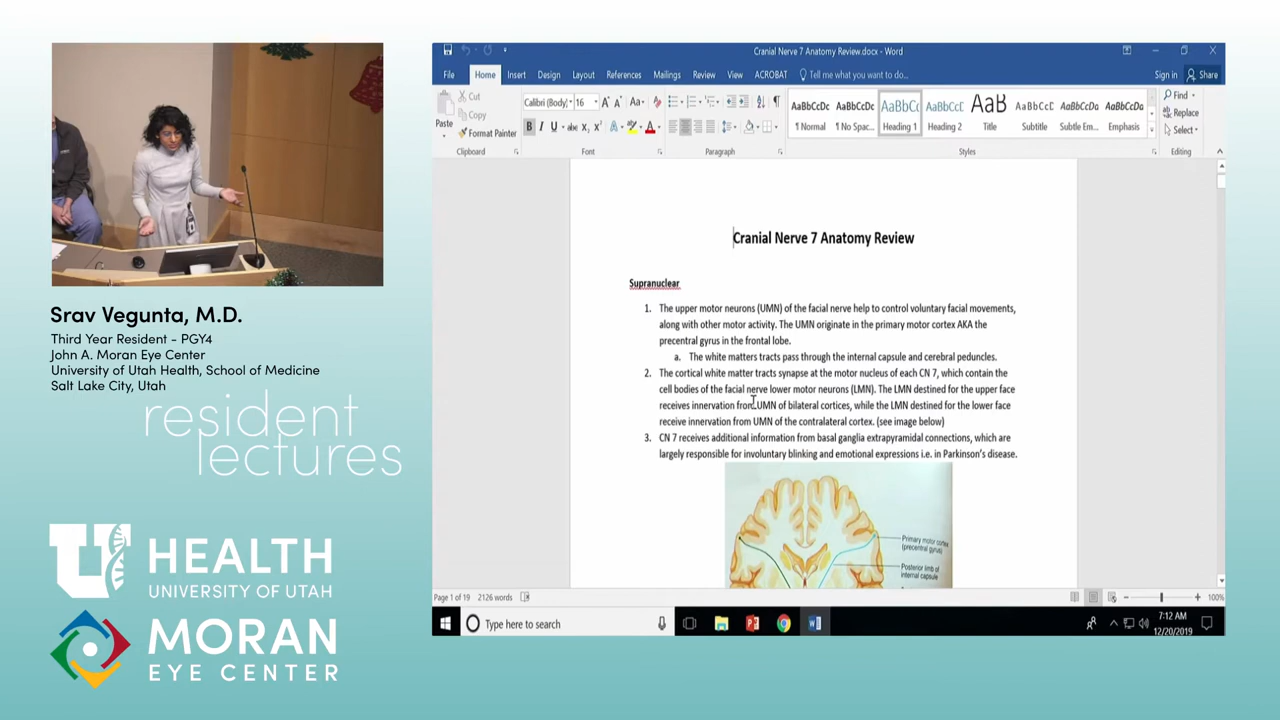 Srav Vegunta, M.D.
Third Year Resident - PGY4
John A. Moran Eye Center
University of Utah Health, School of Medicine
Salt Lake City, Utah
resident
lectures
U HEALTH
UNIVERSITY OF UTAH
MORAN
EYE CENTER
Cranial Nerve 7 Anatomy Review.docx - Word
File Home Insert Design Layout References Mailings Review View ACROBAT Tell me what you want to do... Sign in Share
Paste
Cut
Copy
Format Painter
Calibri (Body) 16
AaBbCcDc AaBbCcDc AaBbCc AaBbCcD AaB AaBbCcC AaBbCcDc AaBbCcDc
¶ Normal ¶ No Spac... Heading 1 Heading 2 Title Subtitle Subtle Em... Emphasis
Find
Replace
Select
Clipboard Font Paragraph Styles Editing
Cranial Nerve 7 Anatomy Review
Supranuclear
1. The upper motor neurons (UMN) of the facial nerve help to control voluntary facial movements,
along with other motor activity. The UMN originate in the primary motor cortex AKA the
precentral gyrus in the frontal lobe.
a. The white matters tracts pass through the internal capsule and cerebral peduncles.
2. The cortical white matter tracts synapse at the motor nucleus of each CN 7, which contain the
cell bodies of the facial nerve lower motor neurons (LMN). The LMN destined for the upper face
receives innervation from UMN of bilateral cortices, while the LMN destined for the lower face
receive innervation from UMN of the contralateral cortex. (see image below)
3. CN 7 receives additional information from basal ganglia extrapyramidal connections, which are
largely responsible for involuntary blinking and emotional expressions i.e. in Parkinson's disease.
Primary motor cortex
(precentral gyrus)
Posterior limb of
internal capsule
Page 1 of 19 2126 words 100%
Type here to search
7:12 AM
12/20/2019